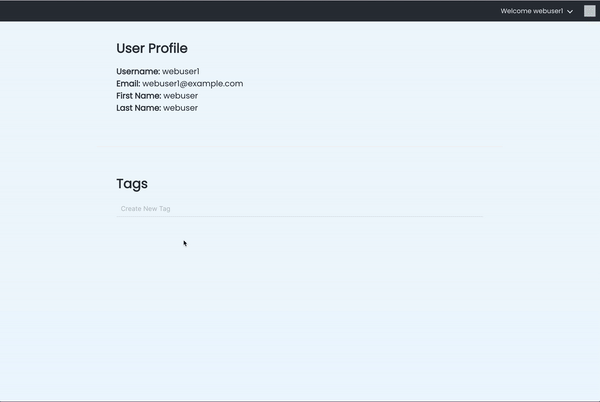 Welcome webuser1
User Profile
Username: webuser1
Email: webuser1@example.com
First Name: webuser
Last Name: webuser
Tags
Create New Tag